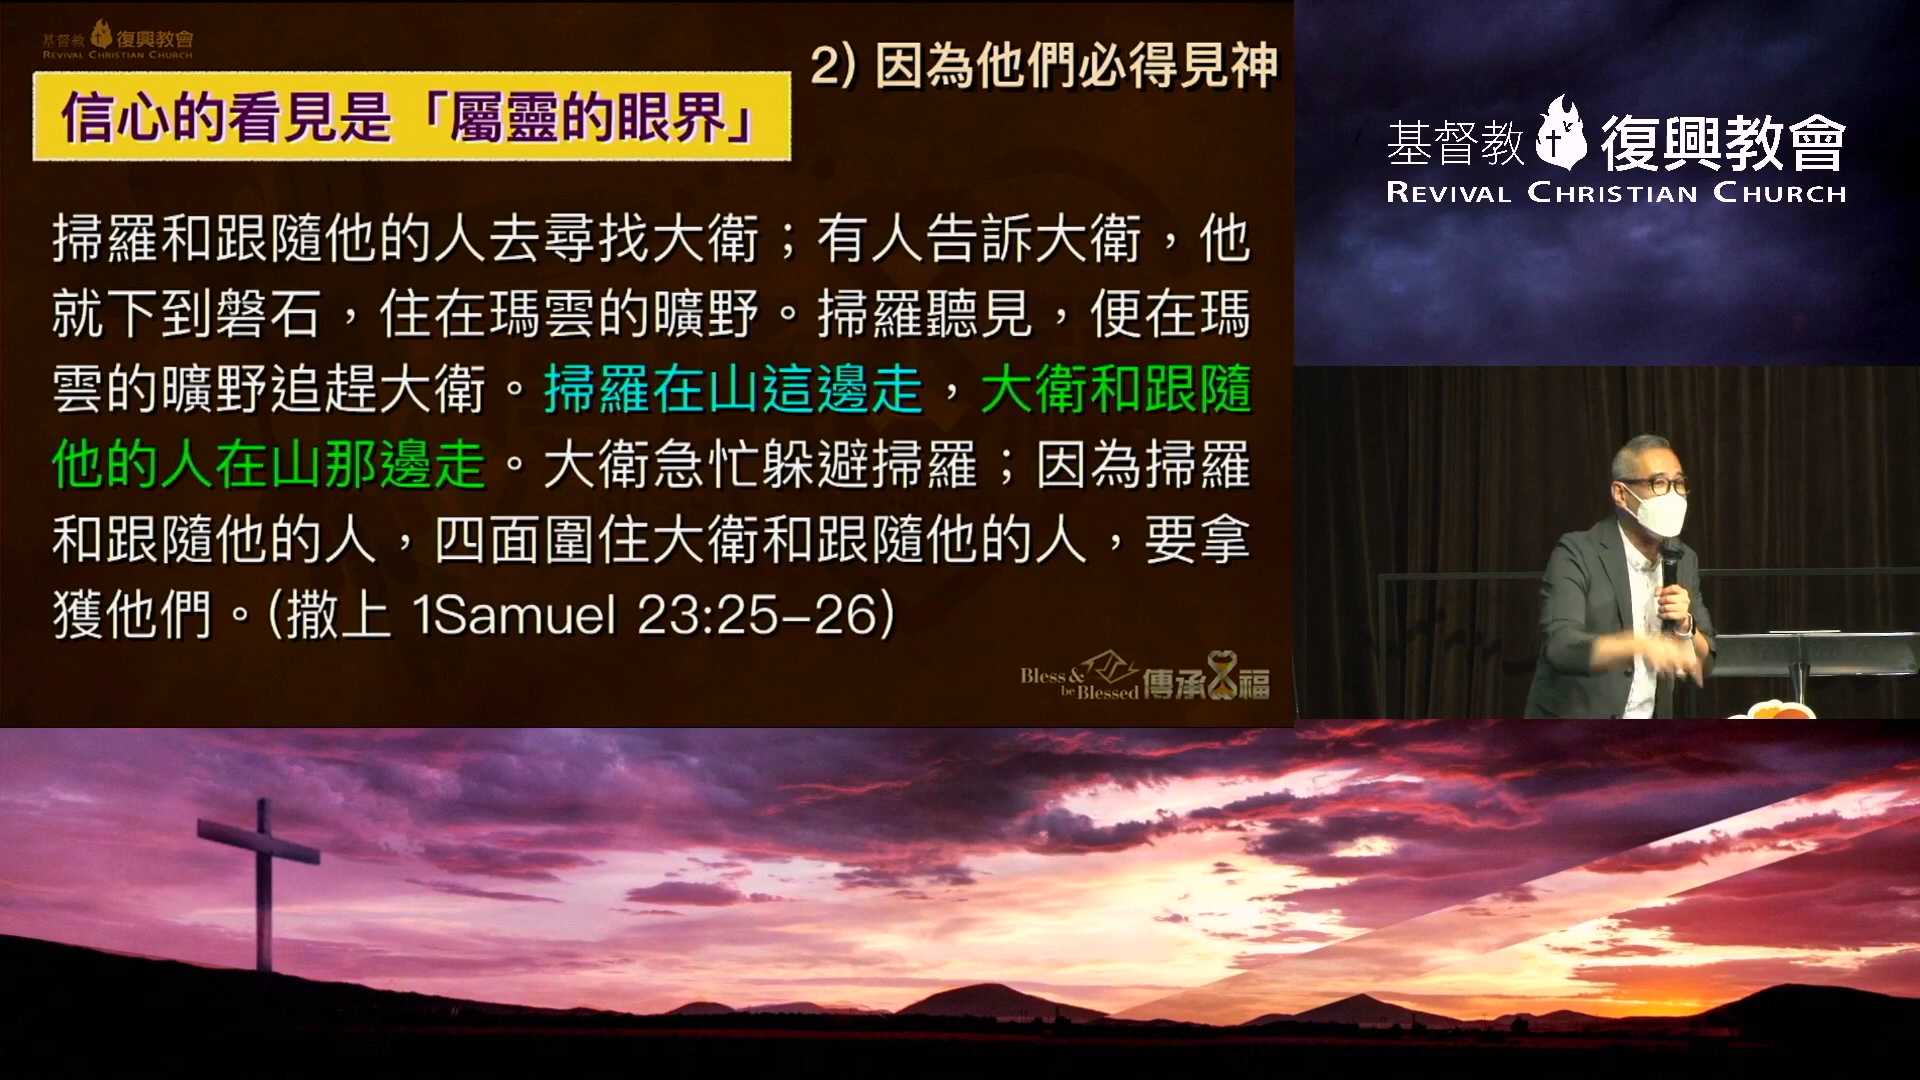 基督教 復興教會
REVIVAL CHRISTIAN CHURCH
2) 因為他們必得見神
信心的看見是「屬靈的眼界」
掃羅和跟隨他的人去尋找大衛；有人告訴大衛，他
就下到磐石，住在瑪雲的曠野。掃羅聽見，便在瑪
雲的曠野追趕大衛。掃羅在山這邊走，大衛和跟隨
他的人在山那邊走。大衛急忙躲避掃羅；因為掃羅
和跟隨他的人，四面圍住大衛和跟隨他的人，要拿
獲他們。(撒上 1Samuel 23:25-26)
Bless &
be Blessed 傳承 福
基督教 復興教會
REVIVAL CHRISTIAN CHURCH